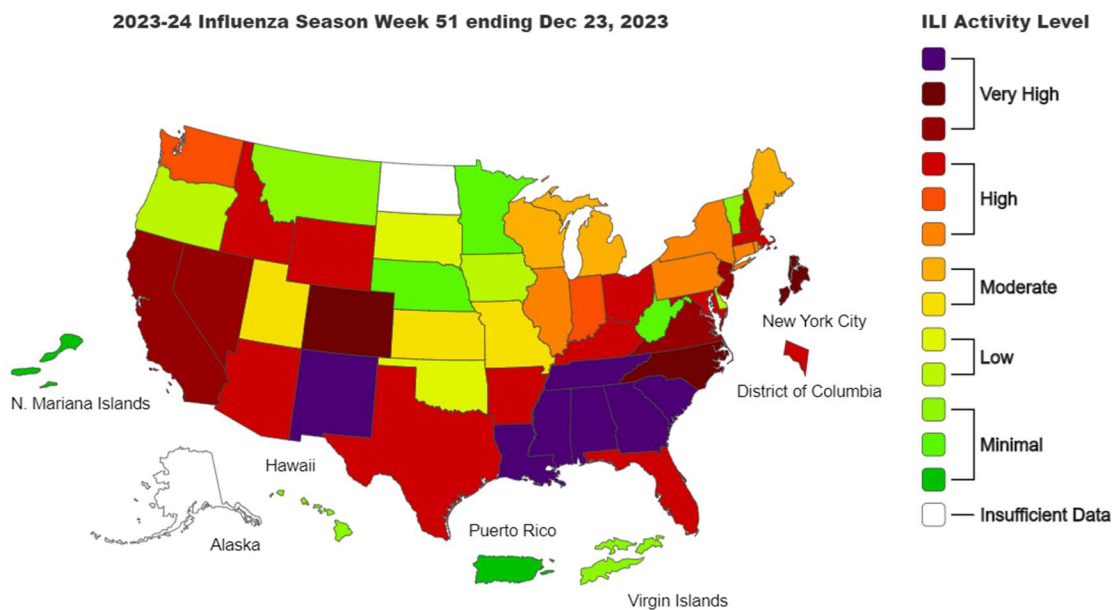 2023-24 Influenza Season Week 51 ending Dec 23, 2023
ILI Activity Level
Very High
High
Moderate
Low
Minimal
Insufficient Data
New York City
District of Columbia
N. Mariana Islands
Hawaii
Alaska
Puerto Rico
Virgin Islands